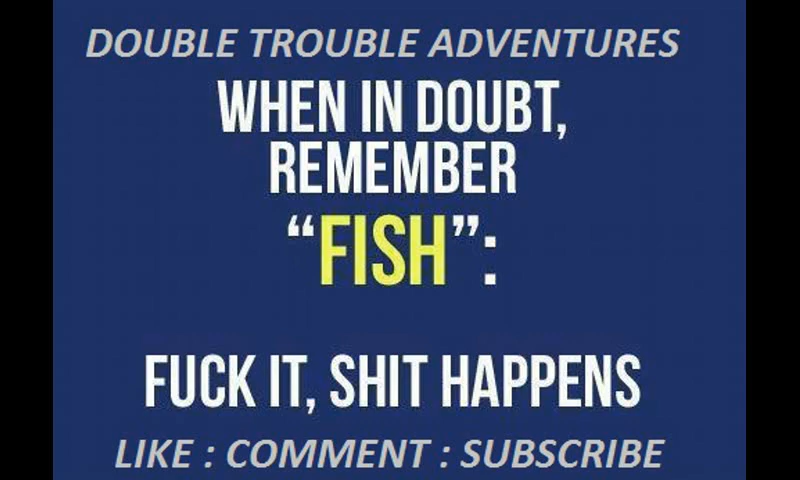 DOUBLE TROUBLE ADVENTURES
WHEN IN DOUBT,
REMEMBER
“FISH”:
FUCK IT, SHIT HAPPENS
LIKE : COMMENT : SUBSCRIBE